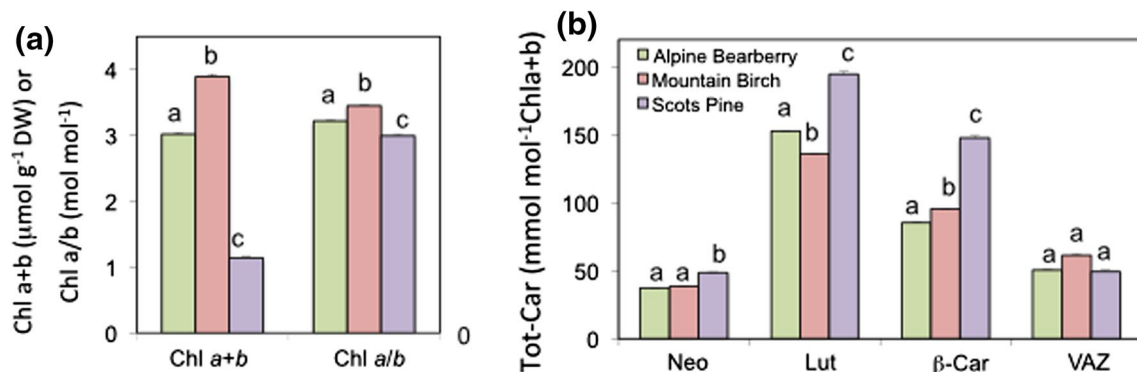 (a)
Chl a+b (µmol g⁻¹ DW) or
Chl a/b (mol mol⁻¹)
4
3
2
1
0
a
b
c
a
b
c
Chl a+b
Chl a/b
0
(b)
Tot-Car (mmol mol⁻¹Chla+b)
200
150
100
50
0
Alpine Bearberry
Mountain Birch
Scots Pine
a
a
b
a
b
c
a
b
c
a
a
a
Neo
Lut
β-Car
VAZ